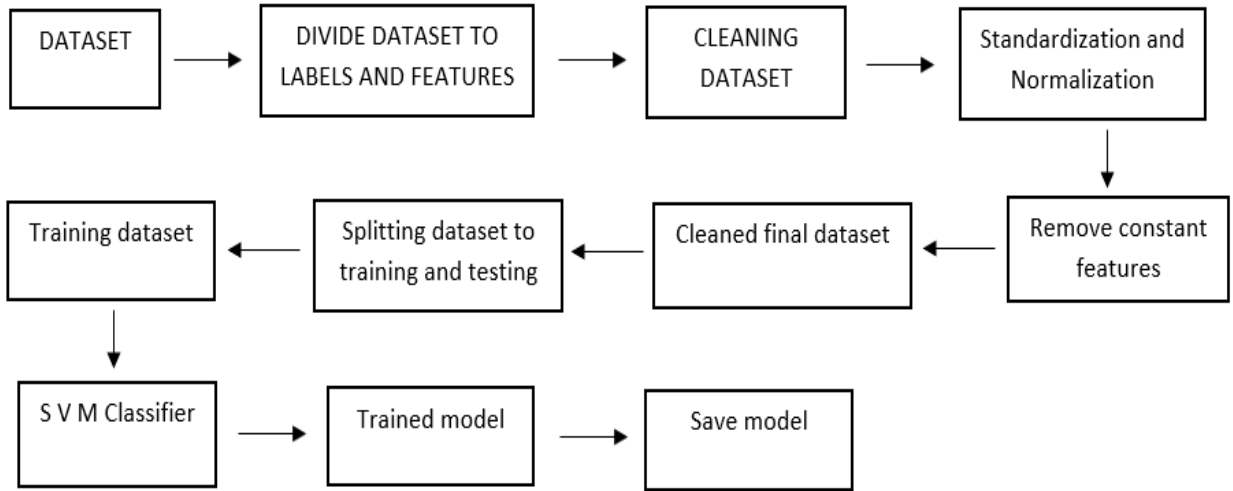 DATASET
DIVIDE DATASET TO
LABELS AND FEATURES
CLEANING
DATASET
Standardization and
Normalization
Remove constant
features
Cleaned final dataset
Splitting dataset to
training and testing
Training dataset
S V M Classifier
Trained model
Save model